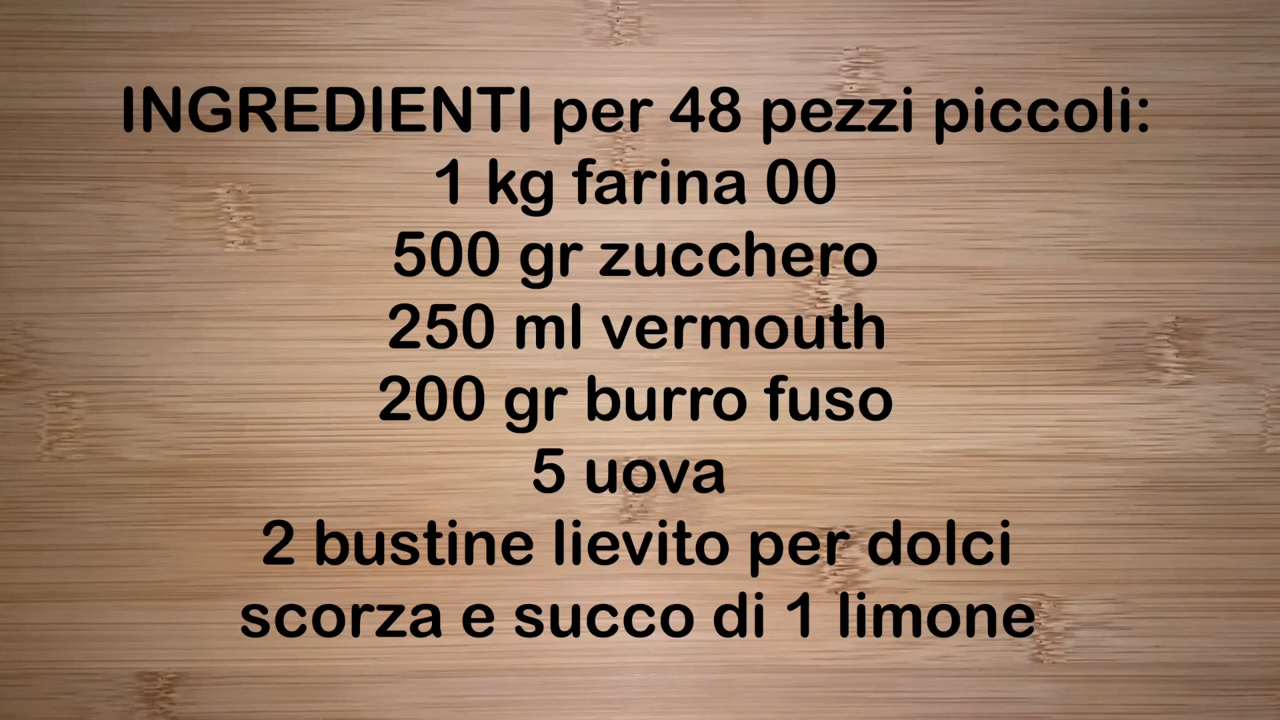 INGREDIENTI per 48 pezzi piccoli:
1 kg farina 00
500 gr zucchero
250 ml vermouth
200 gr burro fuso
5 uova
2 bustine lievito per dolci
scorza e succo di 1 limone